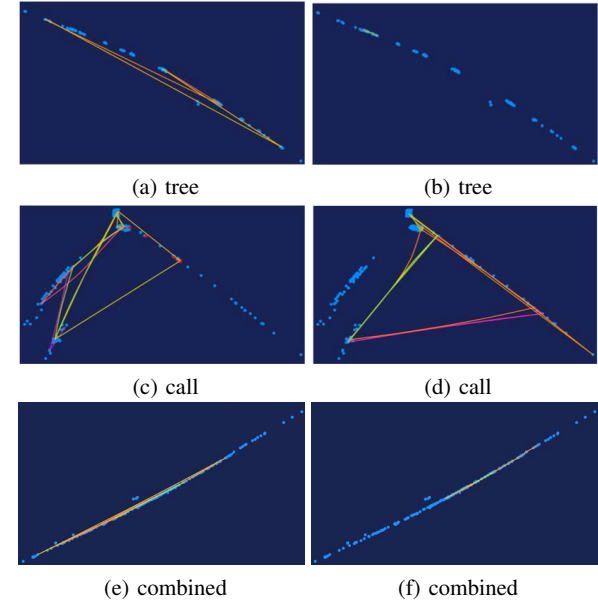 (a) tree
(b) tree
(c) call
(d) call
(e) combined
(f) combined